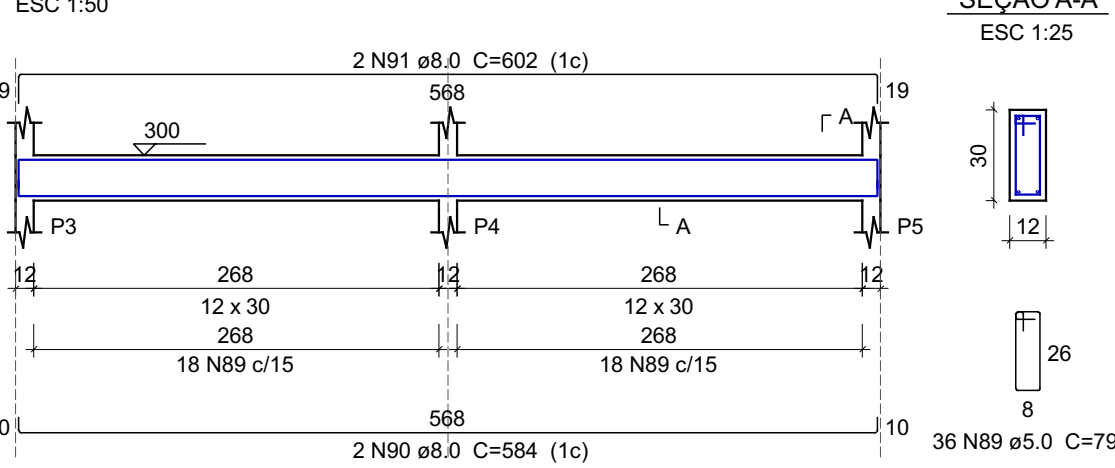 ESC 1:50
SEÇÃO A-A
ESC 1:25
2 N91 ø8.0 C=602 (1c)
9
568
19
300
A
30
P3
P4
A
P5
12
12
268
12
268
12
12 x 30
12 x 30
268
268
18 N89 c/15
18 N89 c/15
26
8
0
568
10
36 N89 ø5.0 C=79
2 N90 ø8.0 C=584 (1c)